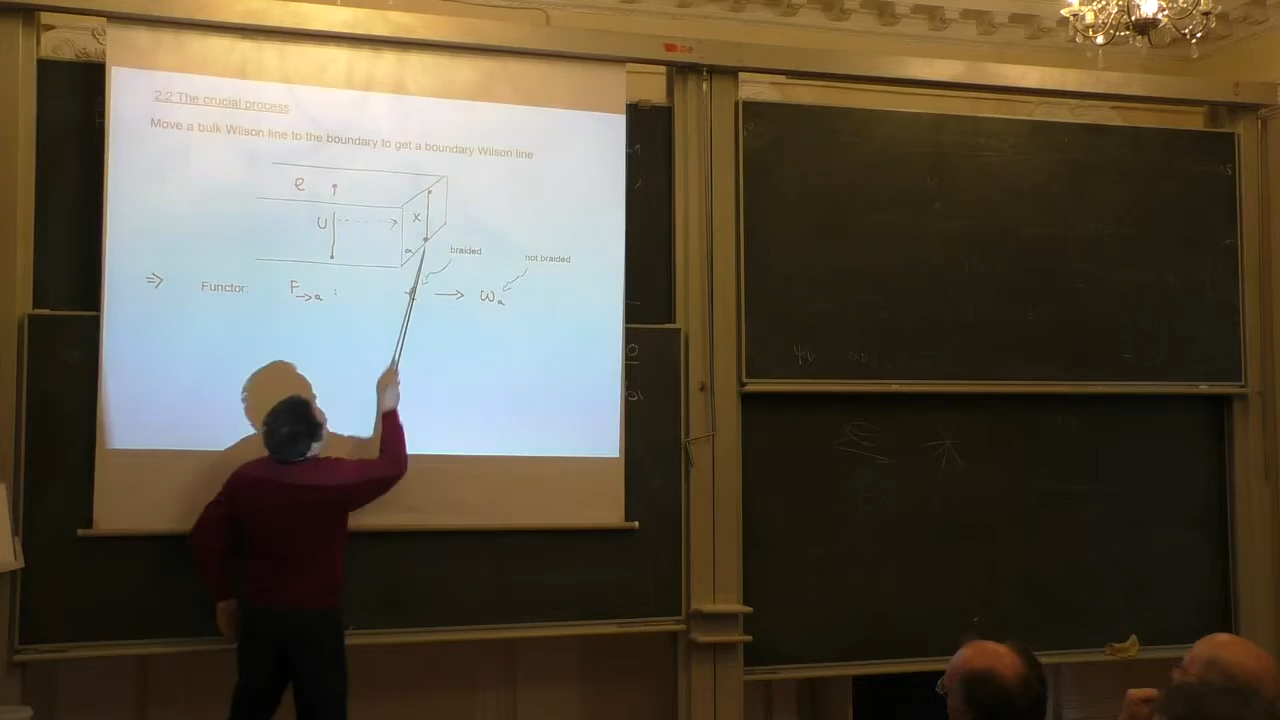 2.2 The crucial process
Move a bulk Wilson line to the boundary to get a boundary Wilson line
e
U
x
a
braided
not braided
⇒ Functor: F→a : → Wa